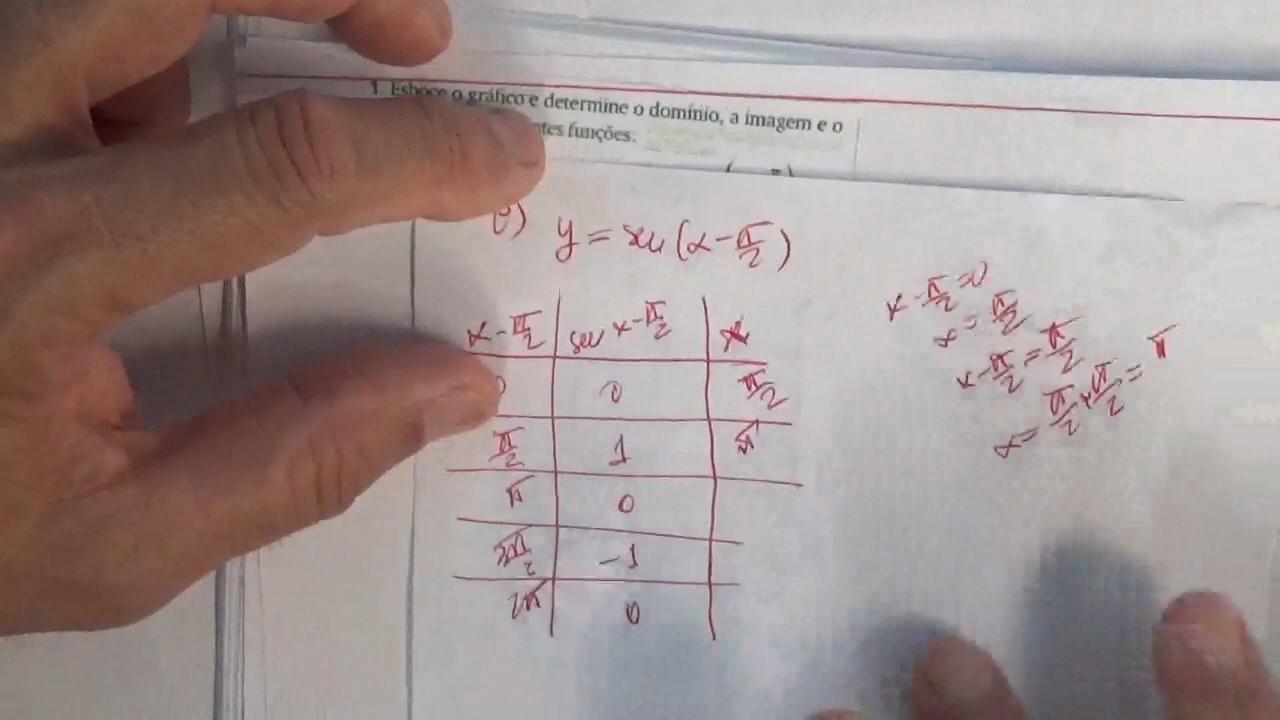 1. Esboce o gráfico e determine o domínio, a imagem e o
ntes funções.
e) y = sen (x - π/2)
x - π/2 | sen x - π/2 | x
0 | 0 | π/2
π/2 | 1 | π
π | 0
3π/2 | -1
2π | 0
x - π/2 = 0
x = π/2
x - π/2 = π/2
x = π/2 + π/2 = π